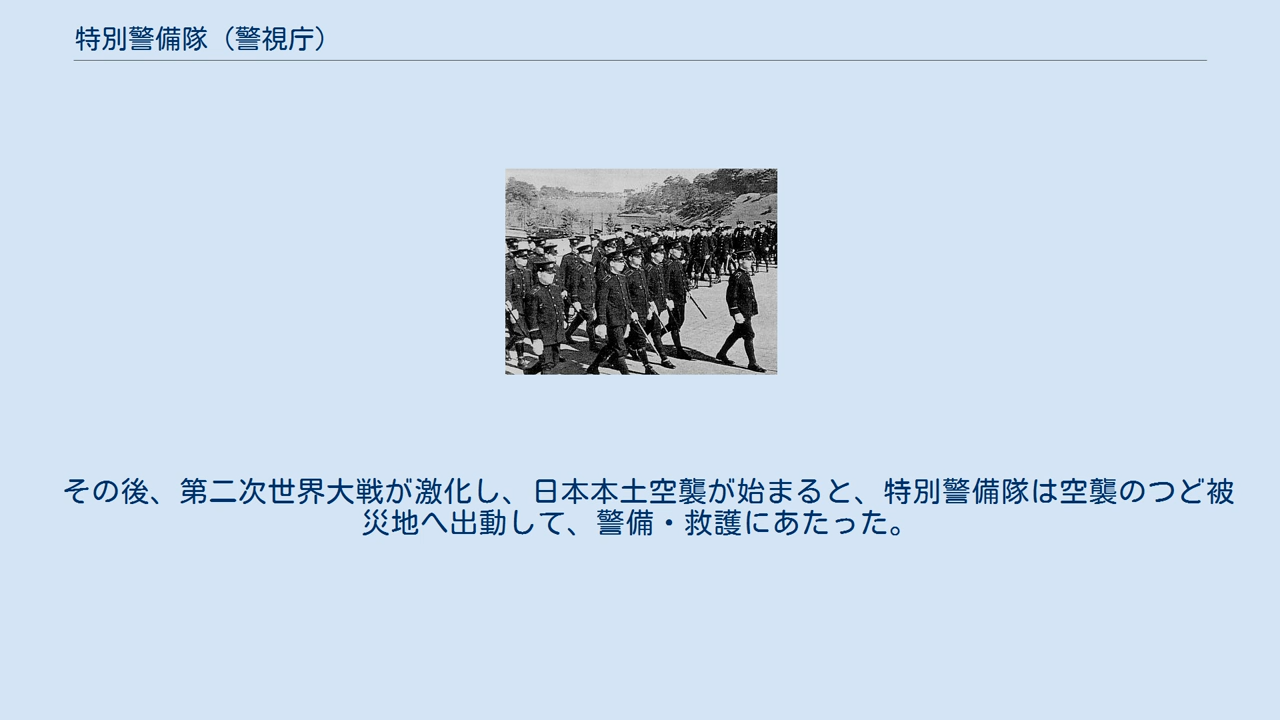 特別警備隊（警視庁）
その後、第二次世界大戦が激化し、日本本土空襲が始まると、特別警備隊は空襲のつど被
災地へ出動して、警備・救護にあたった。